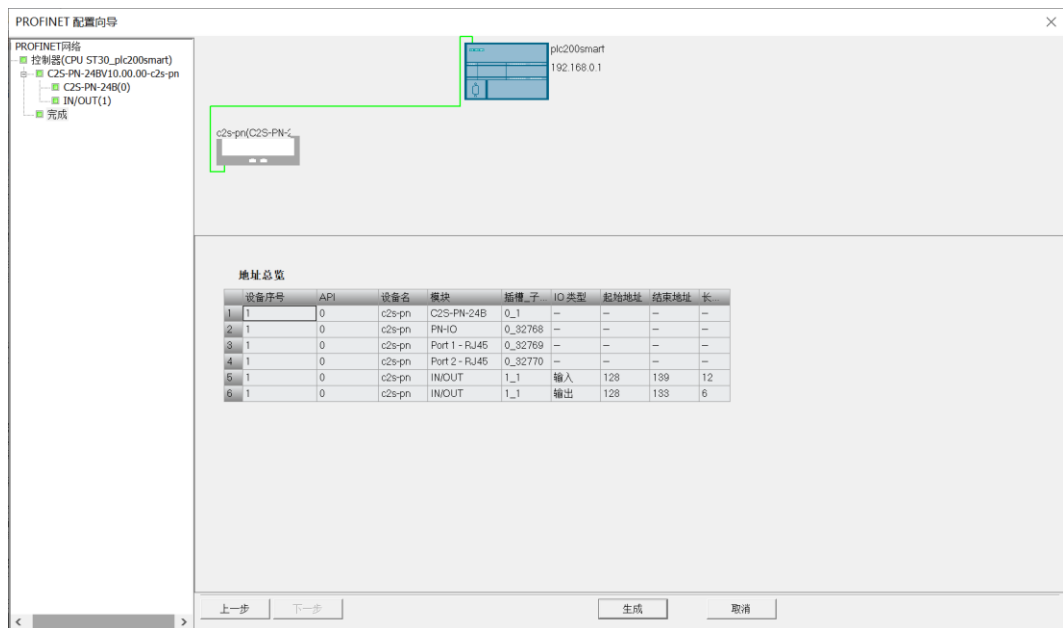 PROFINET 配置向导
PROFINET网络
控制器(CPU ST30_plc200smart)
C2S-PN-24BV10.00.00-c2s-pn
C2S-PN-24B(0)
IN/OUT(1)
完成
plc200smart
192.168.0.1
c2s-pn(C2S-PN-2
地址总览
设备序号 API 设备名 模块 插槽_子... IO 类型 起始地址 结束地址 长...
1 1 0 c2s-pn C2S-PN-24B 0_1 – – – –
2 1 0 c2s-pn PN-IO 0_32768 – – – –
3 1 0 c2s-pn Port 1 - RJ45 0_32769 – – – –
4 1 0 c2s-pn Port 2 - RJ45 0_32770 – – – –
5 1 0 c2s-pn IN/OUT 1_1 输入 128 139 12
6 1 0 c2s-pn IN/OUT 1_1 输出 128 133 6
上一步 下一步 生成 取消